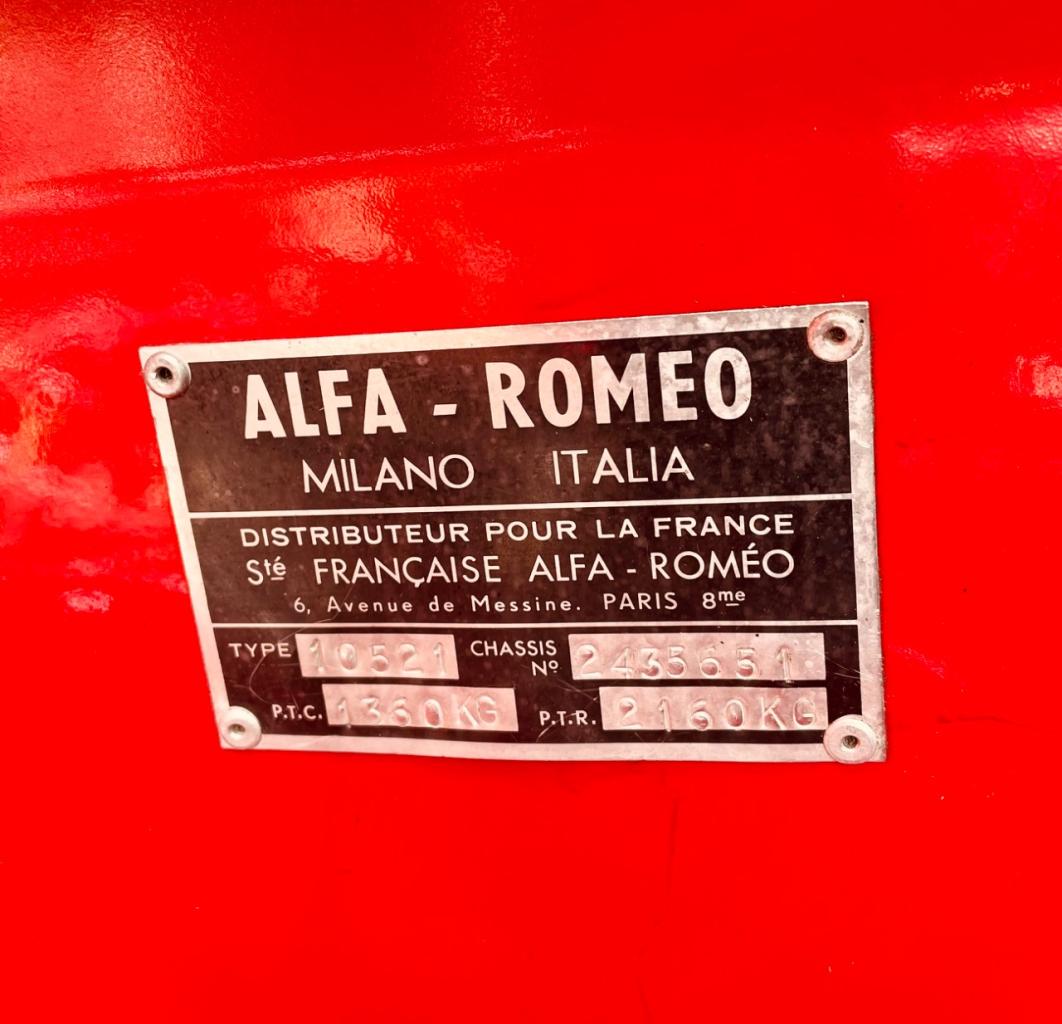 ALFA - ROMEO
MILANO ITALIA
DISTRIBUTEUR POUR LA FRANCE
Sté FRANÇAISE ALFA - ROMÉO
6, Avenue de Messine. PARIS 8me
TYPE 10521 CHASSIS No. 2435651
P.T.C. 1360KG P.T.R. 2160KG